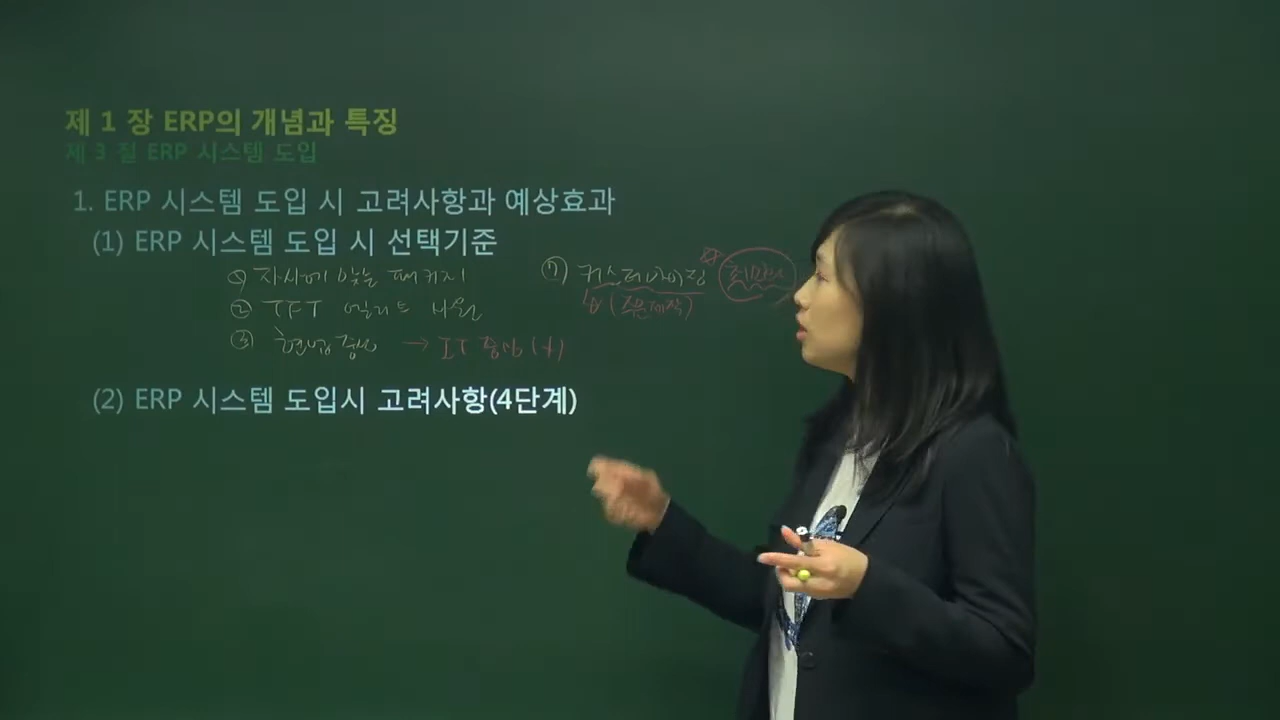 제 1 장 ERP의 개념과 특징
제 3 절 ERP 시스템 도입
1. ERP 시스템 도입 시 고려사항과 예상효과
(1) ERP 시스템 도입 시 선택기준
① 자사에 맞는 패키지
② TFT 엘리트 사원
③ 현업중심 → IT 중심(X)
⑦ 커스터마이징 최소화
(주문제작)
(2) ERP 시스템 도입시 고려사항(4단계)